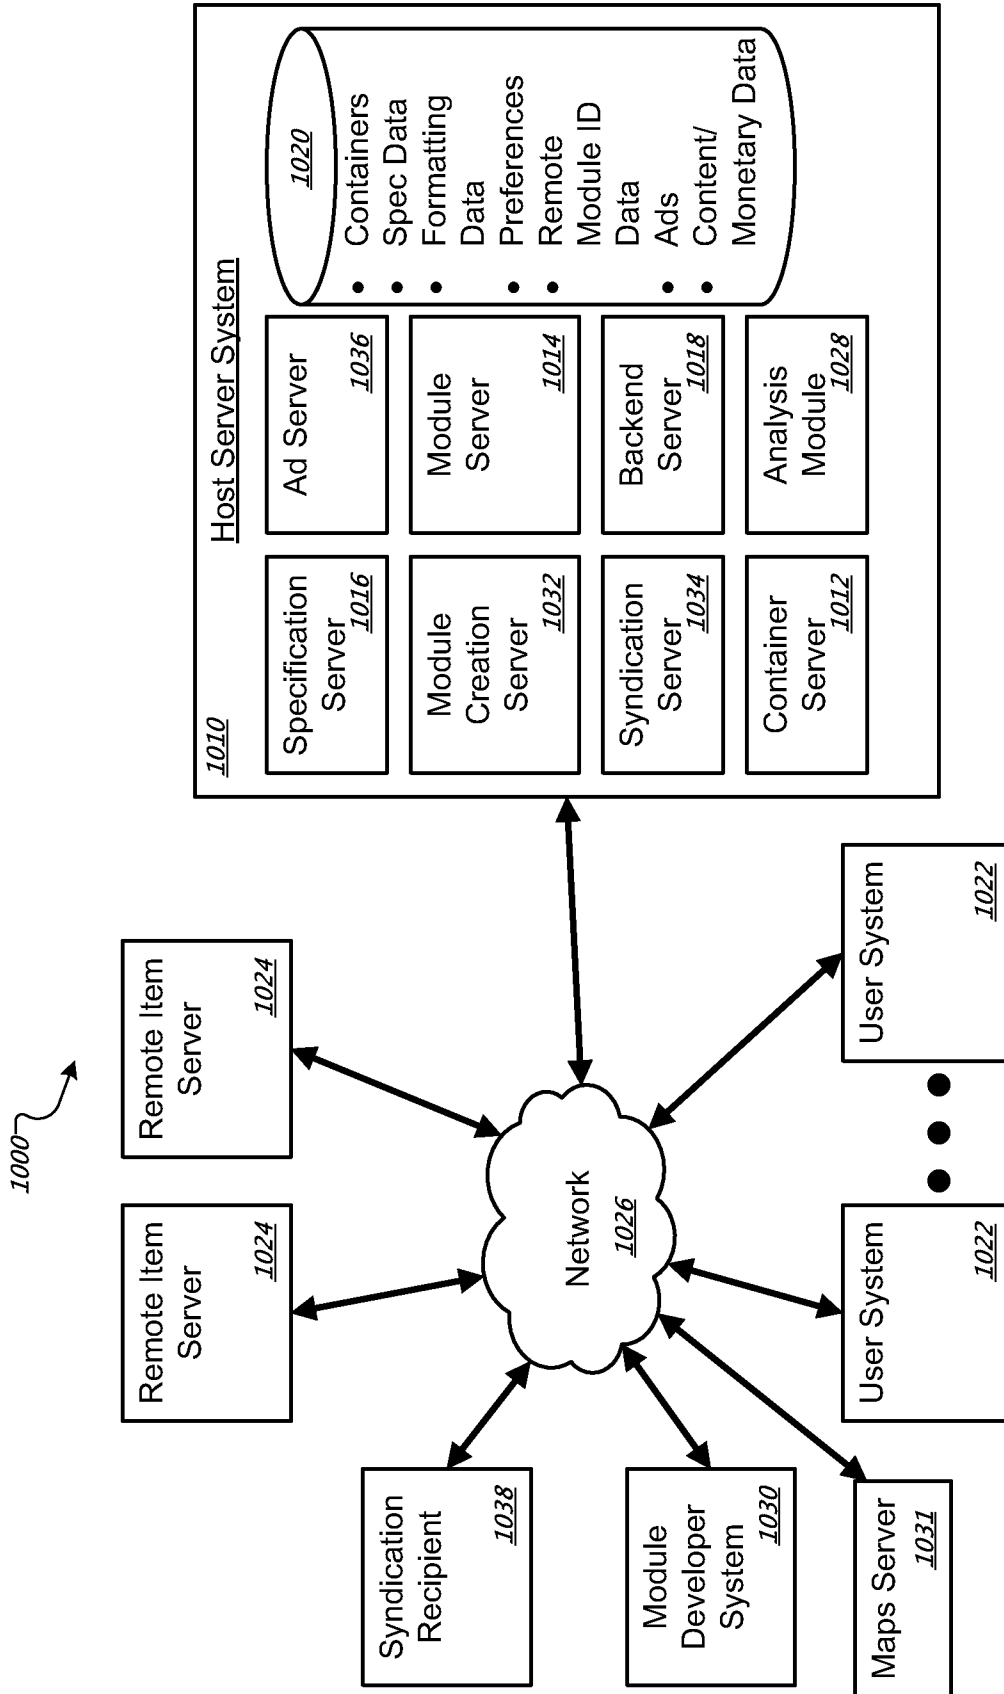 1000
Remote Item
Server
1024
Remote Item
Server
1024
Syndication
Recipient
1038
Module
Developer
System
1030
Maps Server
1031
Network
1026
User System
1022
User System
1022
1010
Host Server System
Specification
Server
1016
Ad Server
1036
Module
Creation
Server
1032
Module
Server
1014
Syndication
Server
1034
Backend
Server
1018
Container
Server
1012
Analysis
Module
1028
1020
• Containers
• Spec Data
• Formatting
Data
• Preferences
• Remote
Module ID
Data
• Ads
• Content/
Monetary Data